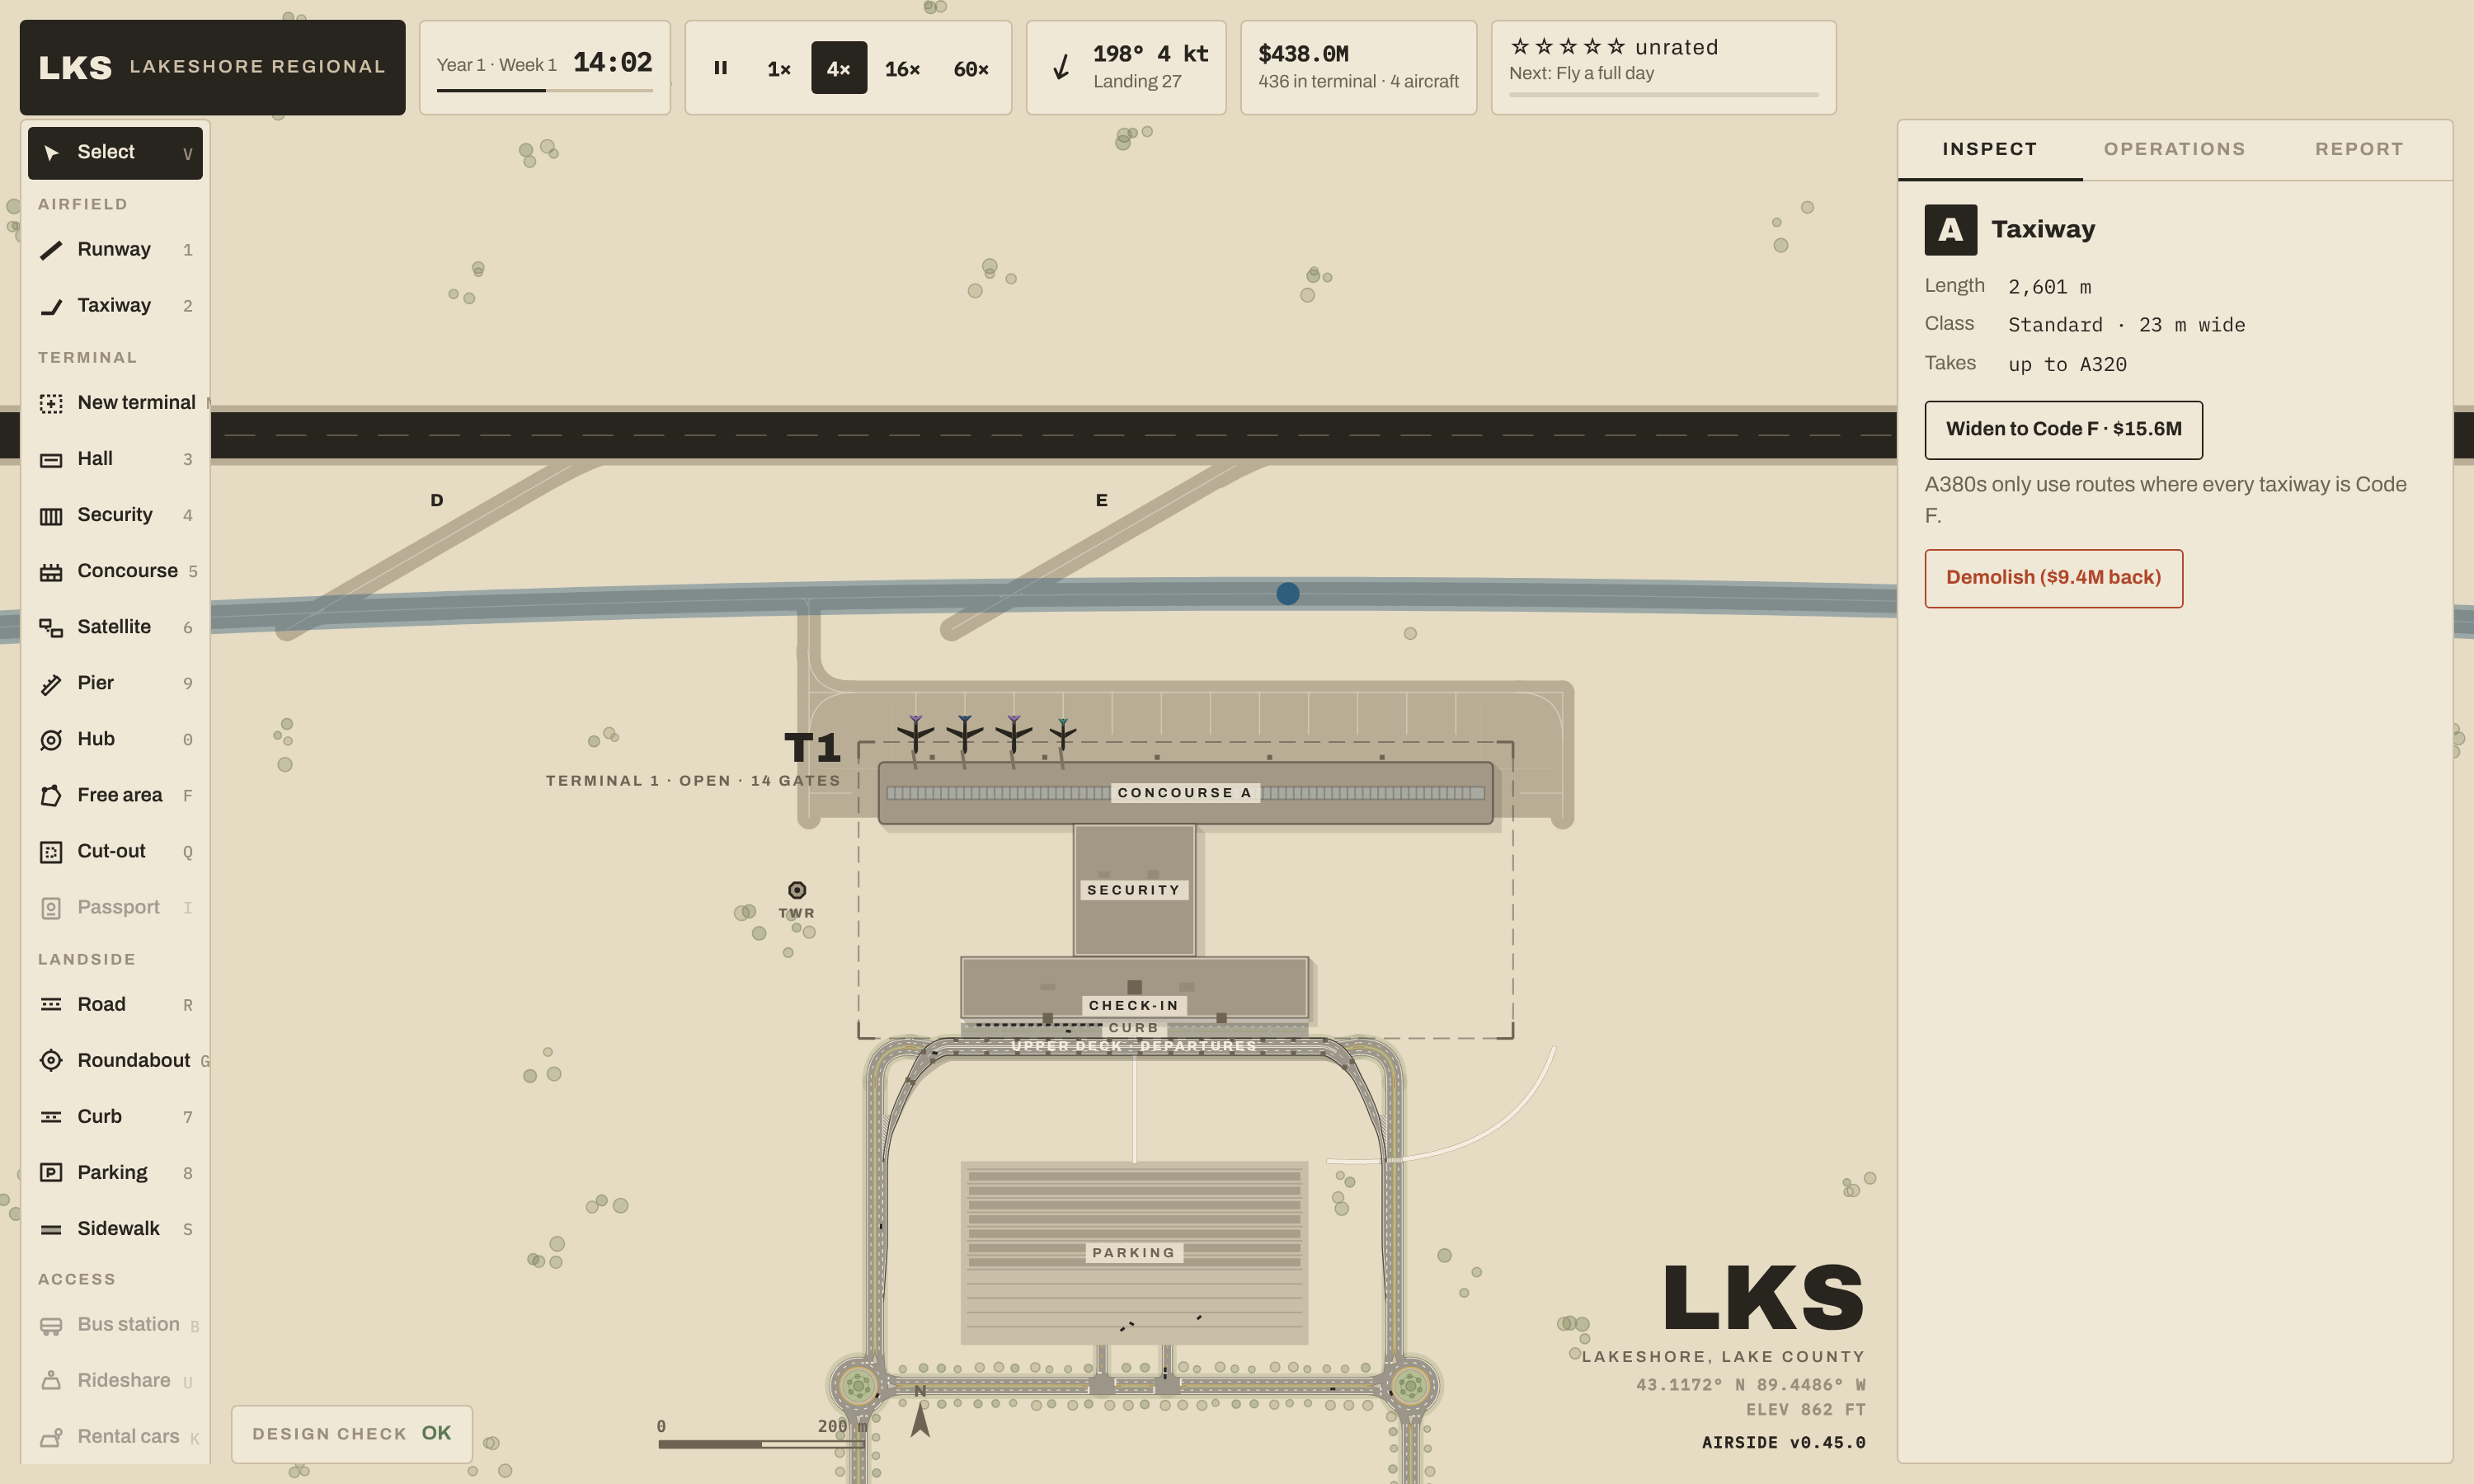 LKS LAKESHORE REGIONAL
Year 1 · Week 1 14:02
1× 4× 16× 60×
198° 4 kt
Landing 27
$438.0M
436 in terminal · 4 aircraft
☆☆☆☆☆ unrated
Next: Fly a full day
Select V
AIRFIELD
Runway 1
Taxiway 2
TERMINAL
New terminal
Hall 3
Security 4
Concourse 5
Satellite 6
Pier 9
Hub 0
Free area F
Cut-out Q
Passport I
LANDSIDE
Road R
Roundabout G
Curb 7
Parking 8
Sidewalk S
ACCESS
Bus station B
Rideshare U
Rental cars K
D
E
T1
TERMINAL 1 · OPEN · 14 GATES
CONCOURSE A
SECURITY
TWR
CHECK-IN
CURB
UPPER DECK · DEPARTURES
PARKING
DESIGN CHECK OK
0 200 m
N
LKS
LAKESHORE, LAKE COUNTY
43.1172° N 89.4486° W
ELEV 862 FT
AIRSIDE v0.45.0
INSPECT OPERATIONS REPORT
A Taxiway
Length 2,601 m
Class Standard · 23 m wide
Takes up to A320
Widen to Code F · $15.6M
A380s only use routes where every taxiway is Code
F.
Demolish ($9.4M back)